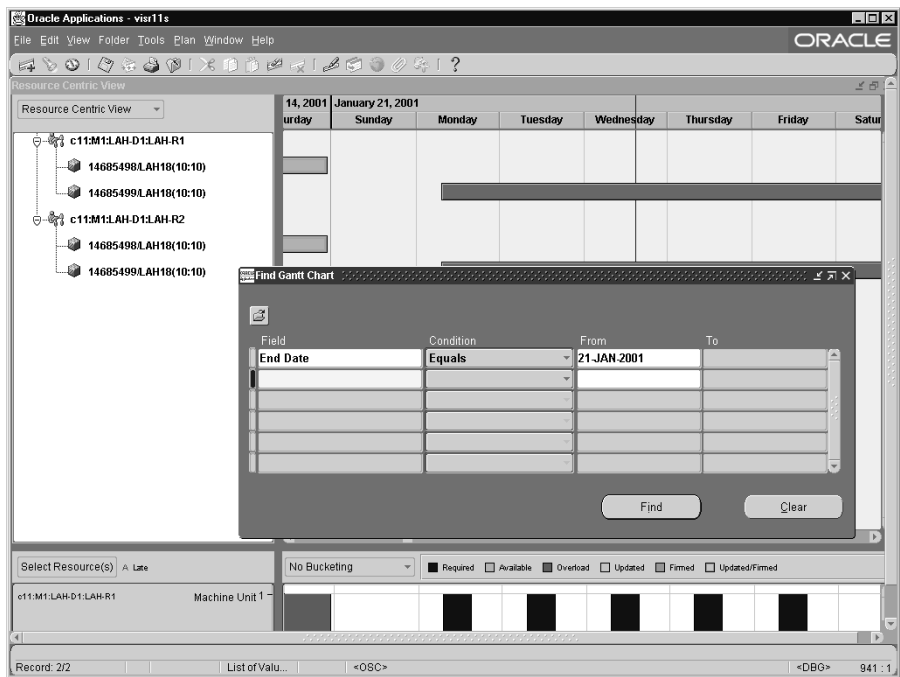 Oracle Applications - visr11s
File Edit View Folder Tools Plan Window Help
ORACLE
Resource Centric View
Resource Centric View
14, 2001 January 21, 2001
urday Sunday Monday Tuesday Wednesday Thursday Friday Satur
c11:M1:LAH-D1:LAH-R1
14685498/LAH18(10:10)
14685499/LAH18(10:10)
c11:M1:LAH-D1:LAH-R2
14685498/LAH18(10:10)
14685499/LAH18(10:10)
Find Gantt Chart
Field Condition From To
End Date Equals 21-JAN-2001
Find Clear
Select Resource(s) A Late
No Bucketing Required Available Overload Updated Firmed Updated/Firmed
c11:M1:LAH-D1:LAH-R1 Machine Unit 1
Record: 2/2 List of Valu... <OSC> <DBG> 941 : 1